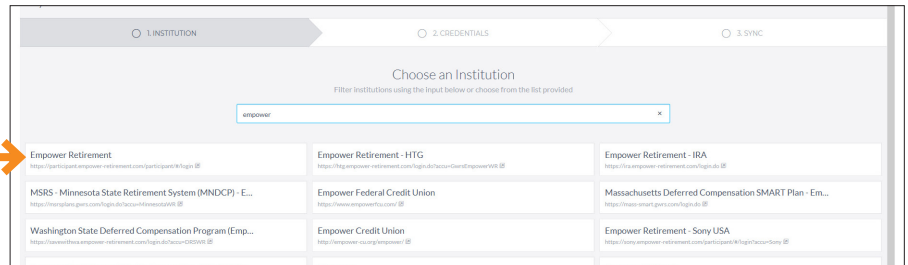 1. INSTITUTION
2. CREDENTIALS
3. SYNC
Choose an Institution
Filter institutions using the input below or choose from the list provided
empower ×
Empower Retirement
https://participant.empower-retirement.com/participant/#/login
Empower Retirement - HTG
https://htg.empower-retirement.com/login.do?accu=GwrsEmpowerWR
Empower Retirement - IRA
https://ira.empower-retirement.com/login.do
MSRS - Minnesota State Retirement System (MNDCP) - E...
https://msrsplans.gwrs.com/login.do?accu=MinnesotaWR
Empower Federal Credit Union
https://www.empowerfcu.com/
Massachusetts Deferred Compensation SMART Plan - Em...
https://mass-smart.gwrs.com/login.do
Washington State Deferred Compensation Program (Emp...
https://savewithwa.empower-retirement.com/login.do?accu=DRSWR
Empower Credit Union
http://empower-cu.org/empower/
Empower Retirement - Sony USA
https://sony.empower-retirement.com/participant/#/login?accu=Sony